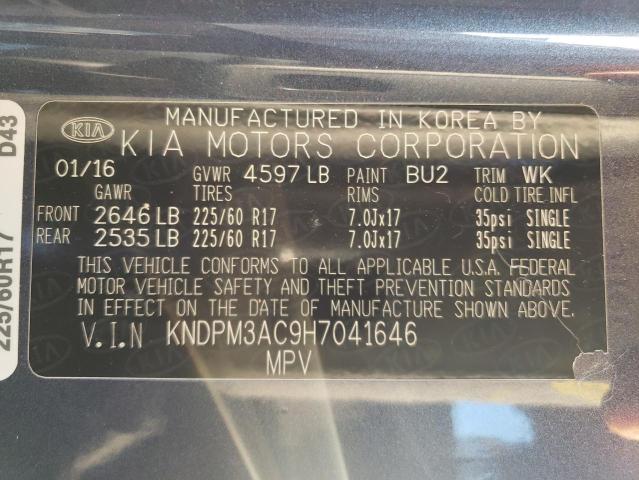 MANUFACTURED IN KOREA BY
KIA KIA MOTORS CORPORATION
01/16 GVWR 4597 LB PAINT BU2 TRIM WK
GAWR TIRES RIMS COLD TIRE INFL
FRONT 2646 LB 225/60 R17 7.0Jx17 35psi SINGLE
REAR 2535 LB 225/60 R17 7.0Jx17 35psi SINGLE
THIS VEHICLE CONFORMS TO ALL APPLICABLE U.S.A. FEDERAL
MOTOR VEHICLE SAFETY AND THEFT PREVENTION STANDARDS
IN EFFECT ON THE DATE OF MANUFACTURE SHOWN ABOVE.
V.I.N KNDPM3AC9H7041646
MPV
225/60R17 D43